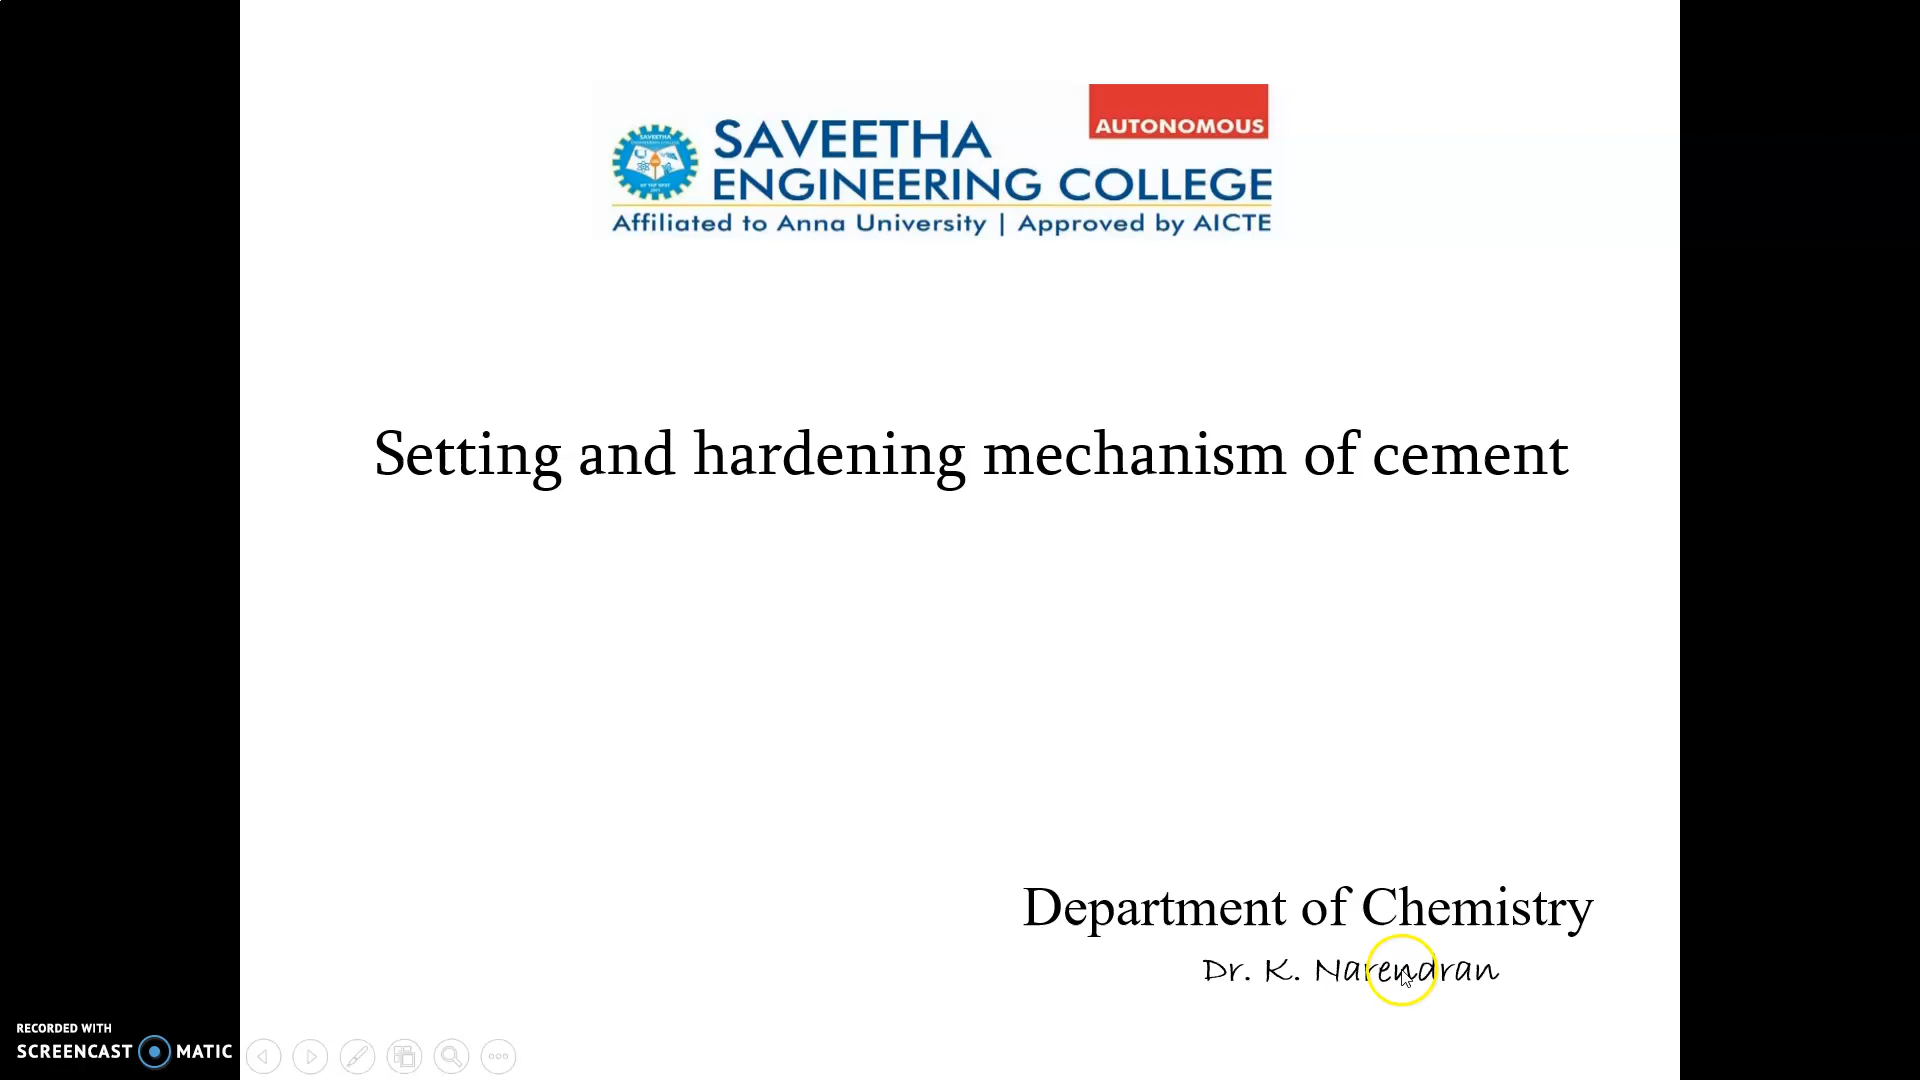 AUTONOMOUS
SAVEETHA
ENGINEERING COLLEGE
Affiliated to Anna University | Approved by AICTE
Setting and hardening mechanism of cement
Department of Chemistry
Dr. K. Narendran
RECORDED WITH
SCREENCAST MATIC